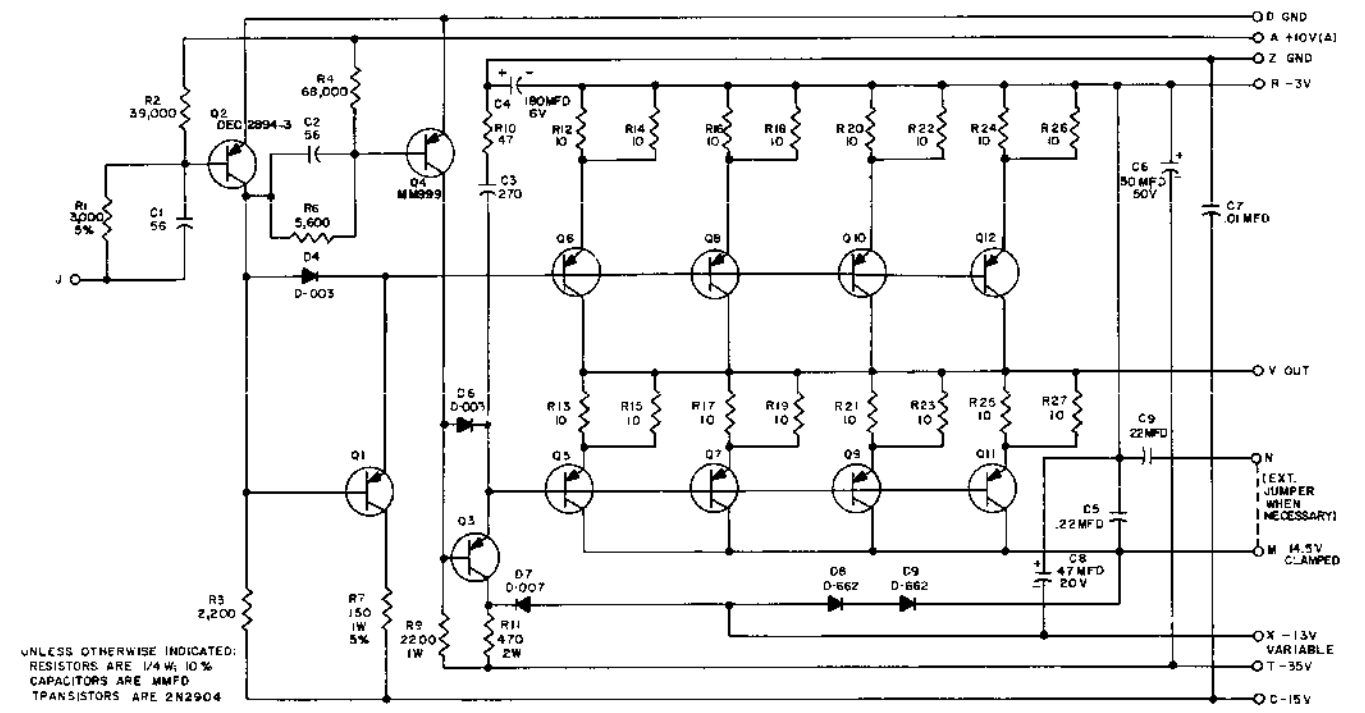 D GND
A +10V(A)
Z GND
R -3V
R2
39,000
Q2
DEC 2894-3
R4
68,000
C2
56
C4
180MFD
6V
+
-
R10
47
R12
10
R14
10
R16
10
R18
10
R20
10
R22
10
R24
10
R26
10
Q4
MM999
C3
270
C6
50 MFD
50V
+
-
C7
.01 MFD
R1
3,000
5%
C1
56
R6
5,600
J
D4
D-003
Q6
Q8
Q10
Q12
V OUT
D6
D-003
R13
10
R15
10
R17
10
R19
10
R21
10
R23
10
R25
10
R27
10
C9
.22MFD
Q1
Q5
Q7
Q9
Q11
N
(EXT.
JUMPER
WHEN
NECESSARY)
C5
.22MFD
Q3
M 14.5V
CLAMPED
D7
D-007
D8
D-662
D9
D-662
+
-
C8
47 MFD
20V
R3
2,200
R7
150
1W
5%
R9
2200
1W
R11
470
2W
X -13V
VARIABLE
T -35V
C -15V
UNLESS OTHERWISE INDICATED:
RESISTORS ARE 1/4 W; 10%
CAPACITORS ARE MMFD
TRANSISTORS ARE 2N2904